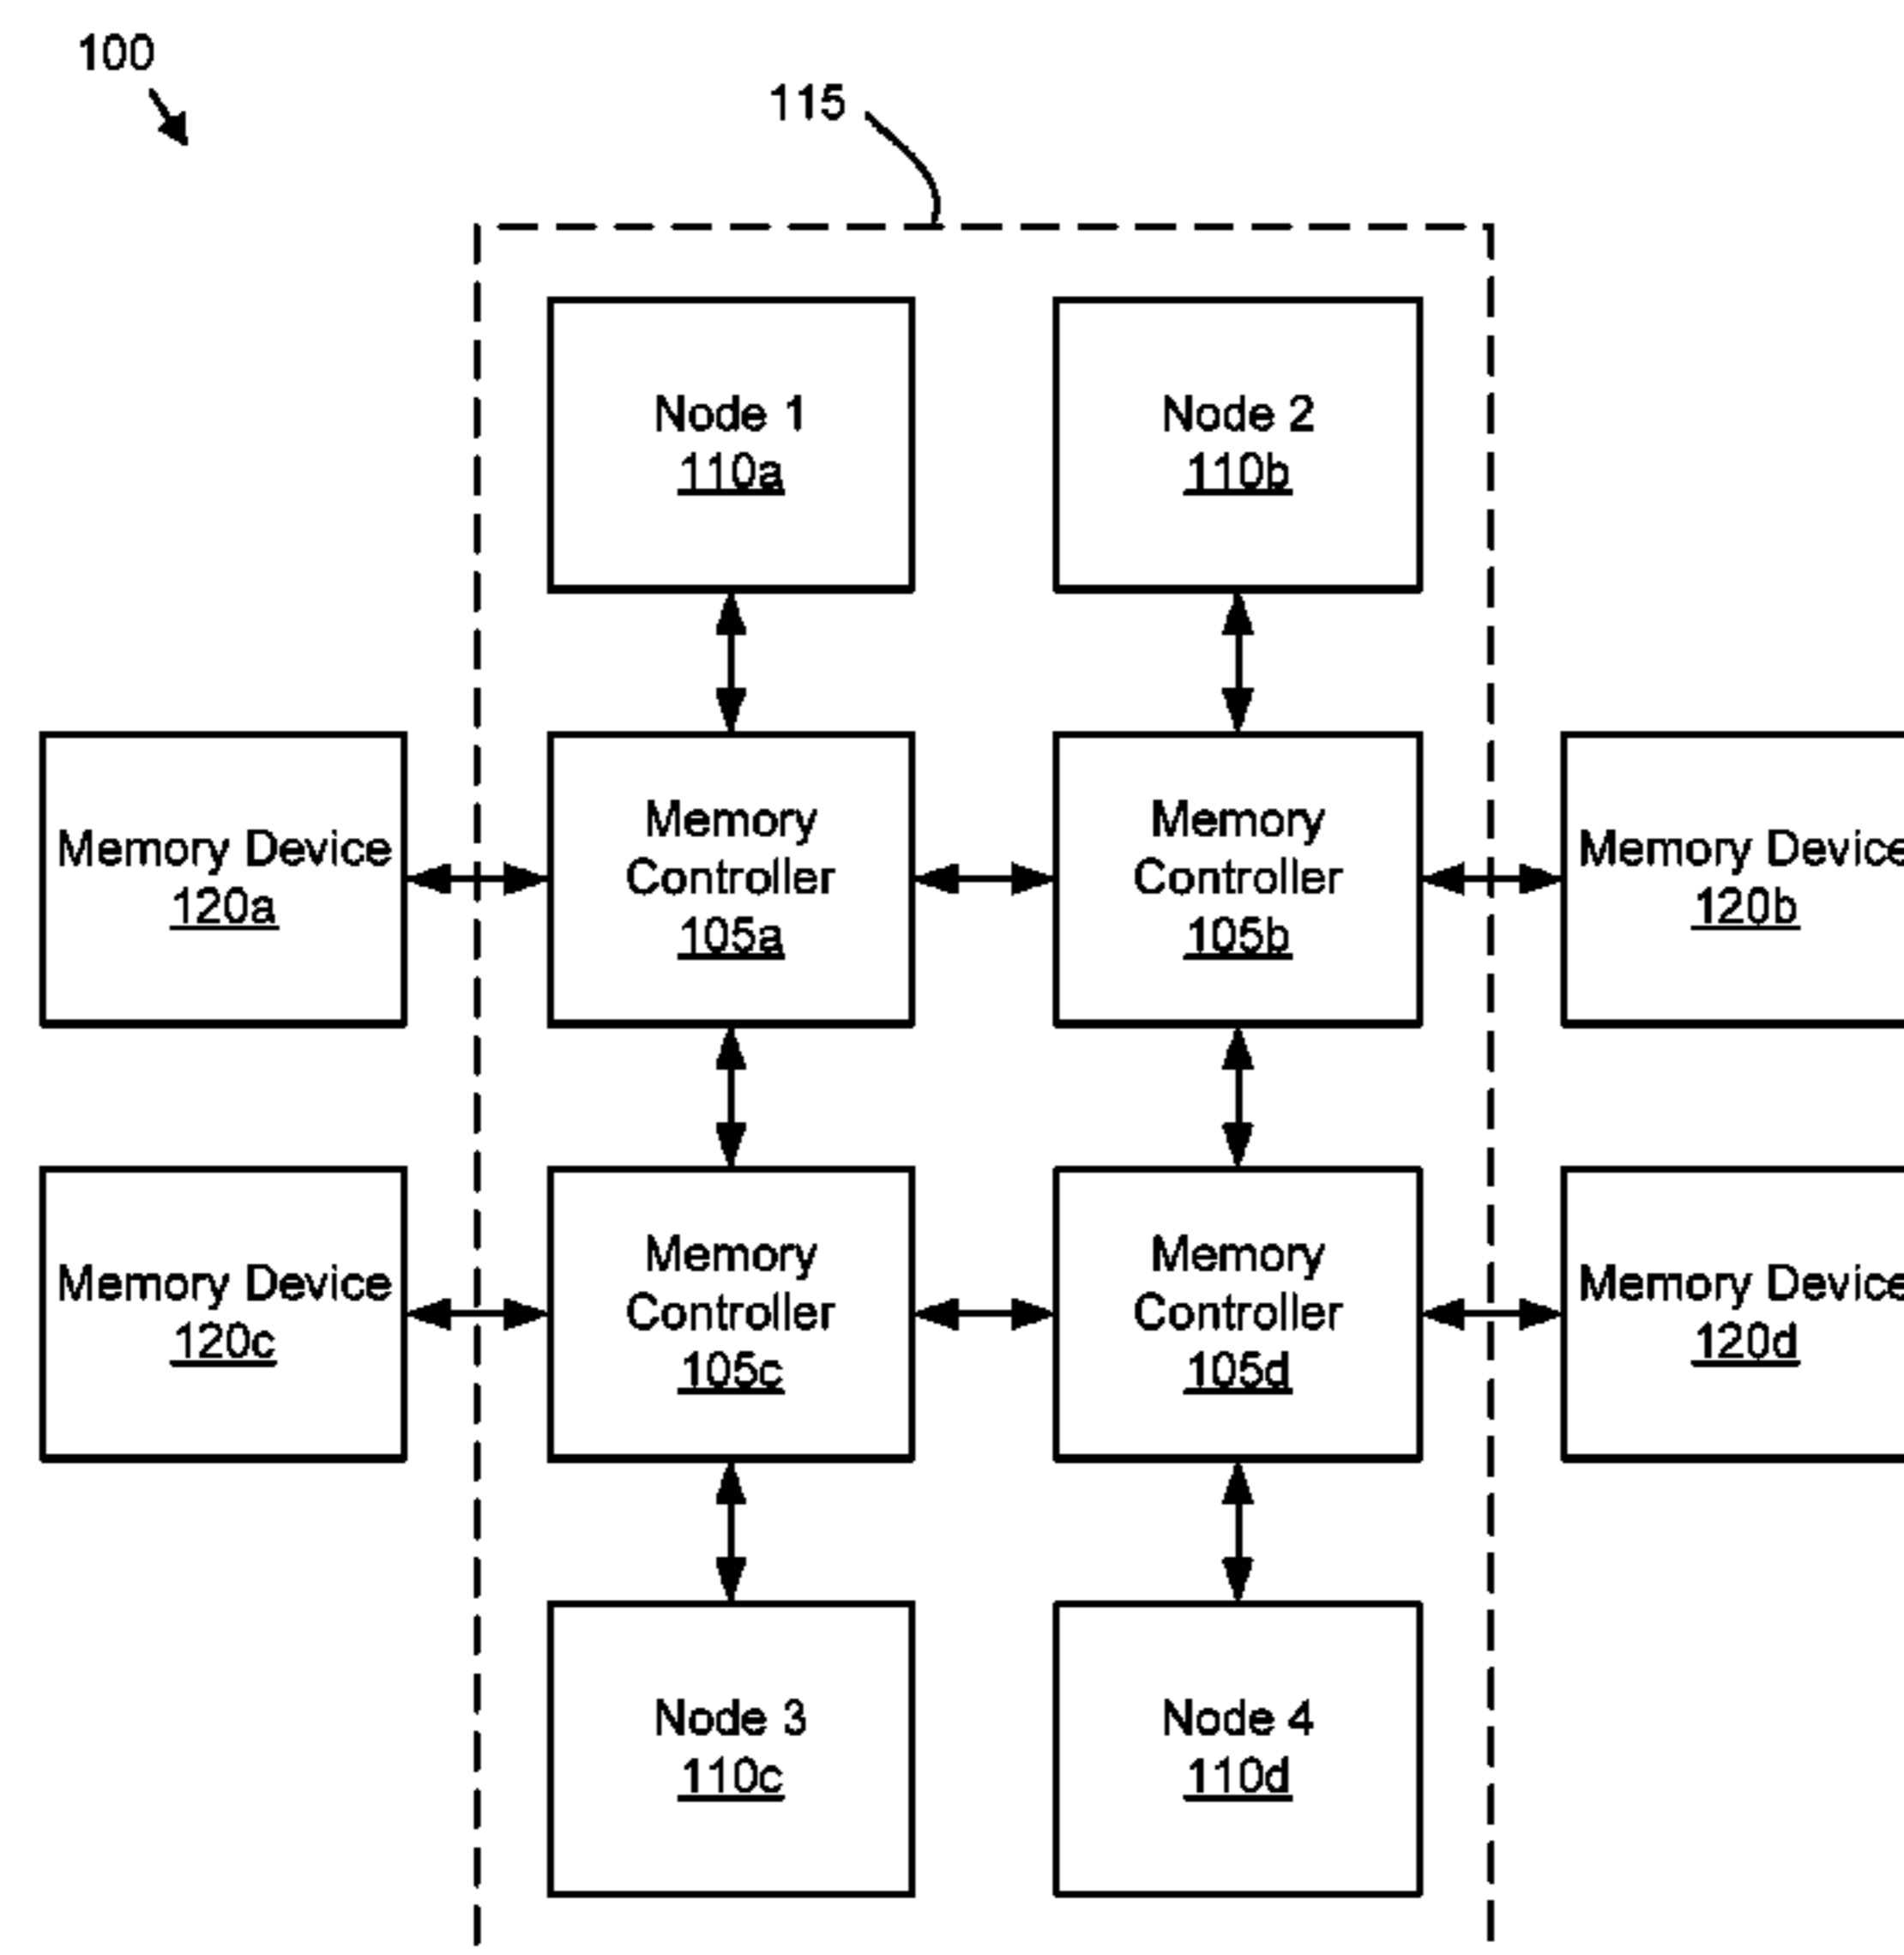 100
115
Node 1
110a
Node 2
110b
Memory Device
120a
Memory
Controller
105a
Memory
Controller
105b
Memory Device
120b
Memory Device
120c
Memory
Controller
105c
Memory
Controller
105d
Memory Device
120d
Node 3
110c
Node 4
110d